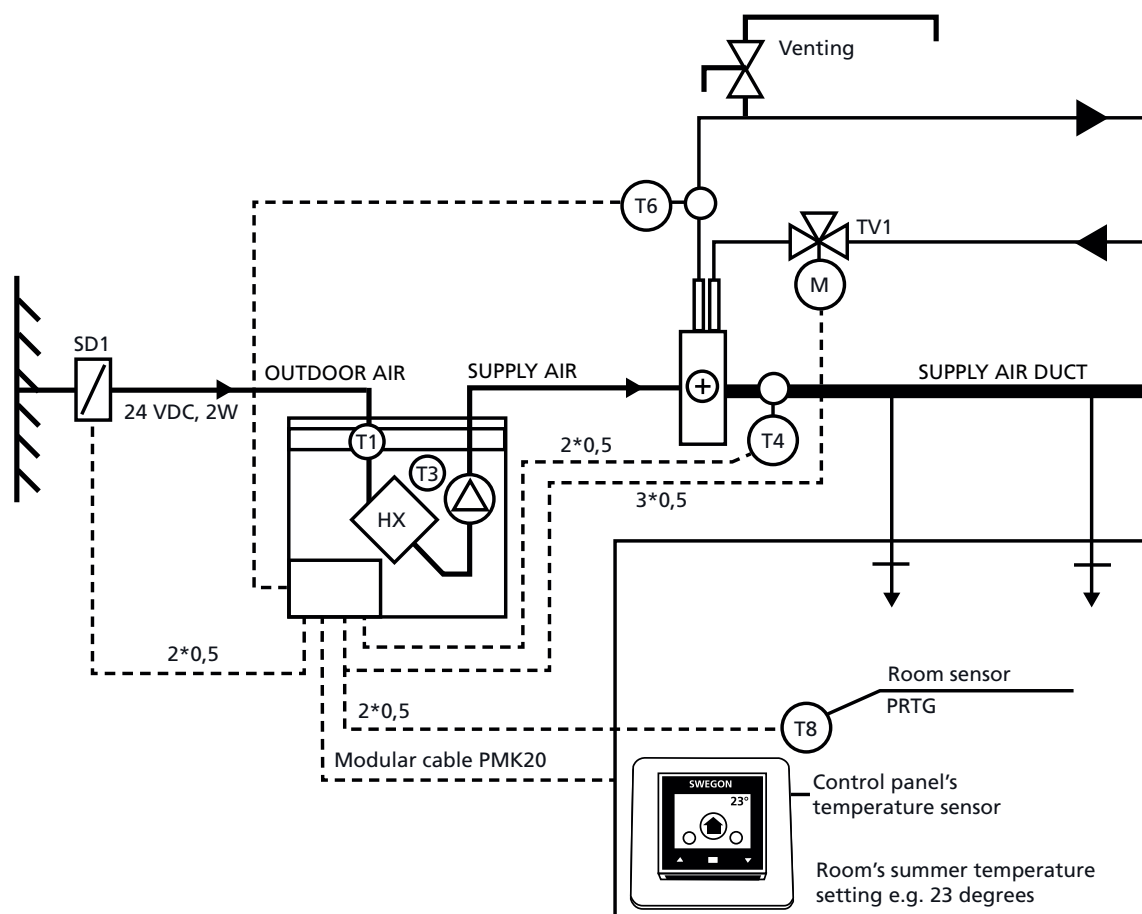 Venting
T6
TV1
M
SD1
OUTDOOR AIR
SUPPLY AIR
SUPPLY AIR DUCT
24 VDC, 2W
T1
T3
T4
2*0,5
3*0,5
HX
2*0,5
Room sensor
PRTG
2*0,5
T8
Modular cable PMK20
SWEGON
23°
Control panel's
temperature sensor
Room's summer temperature
setting e.g. 23 degrees